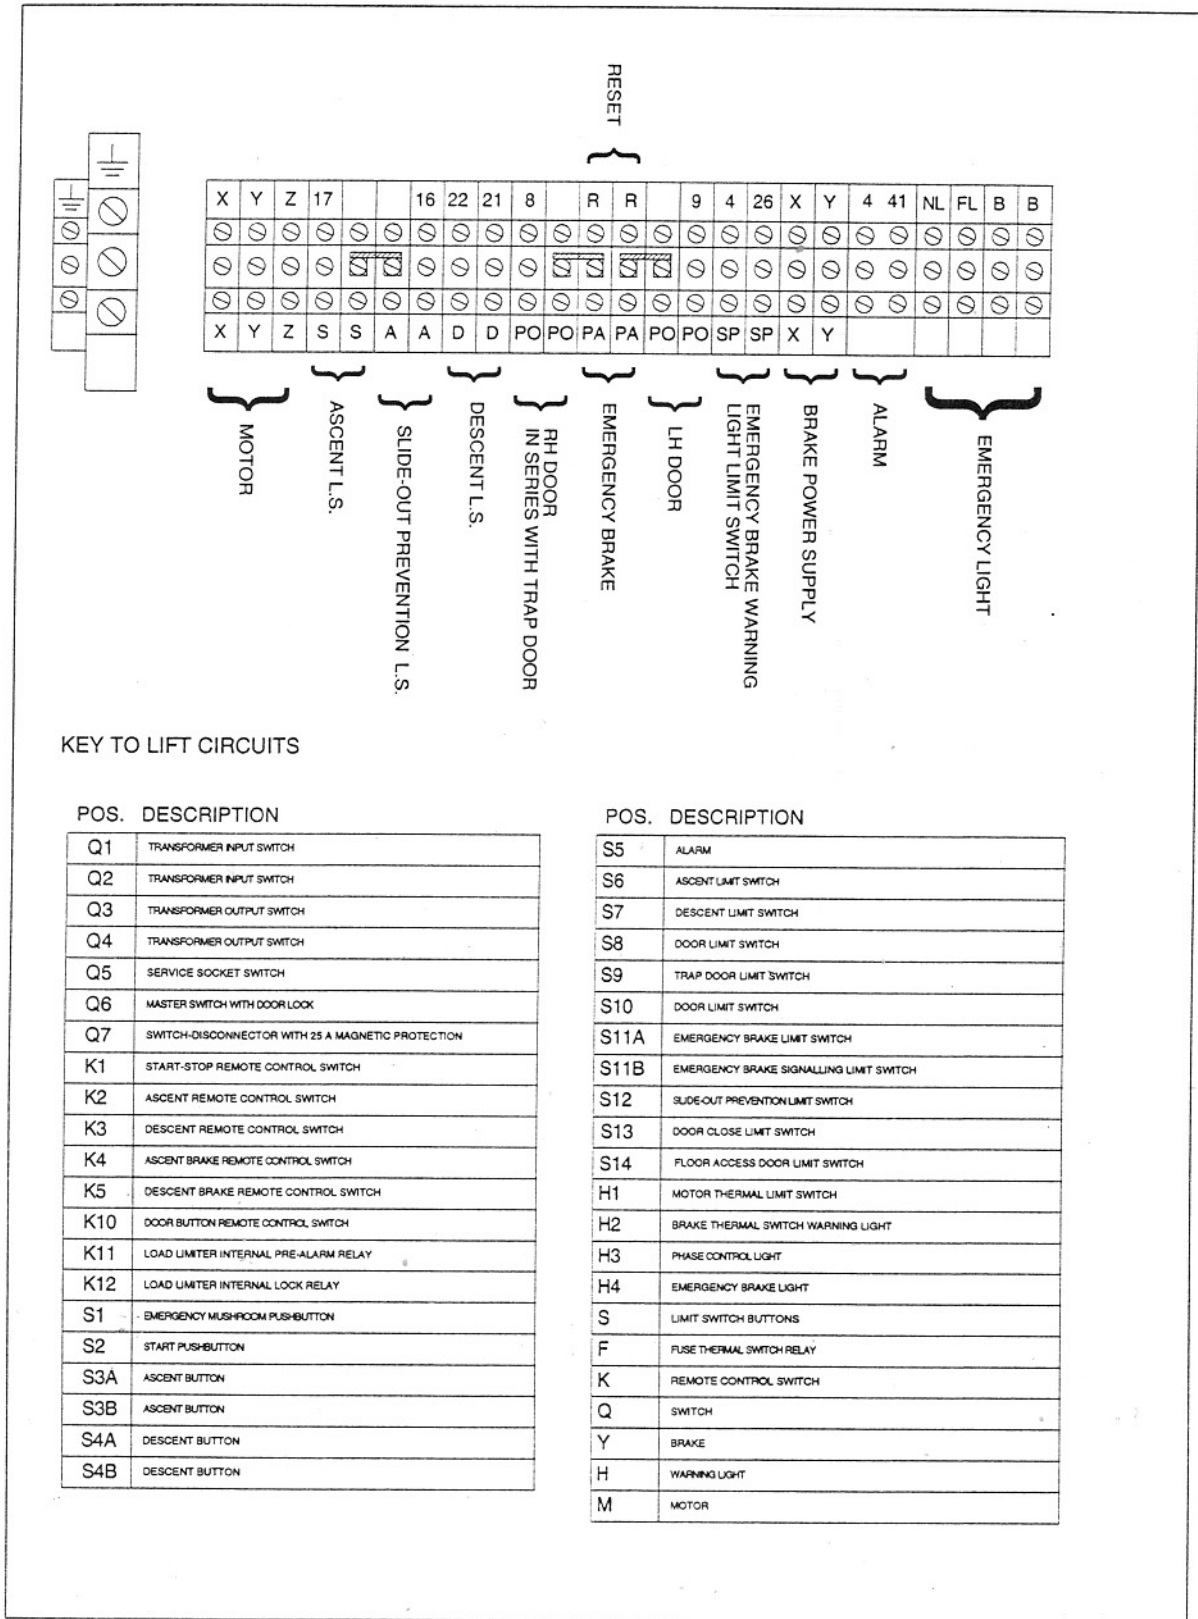 RESET
X Y Z 17 16 22 21 8 R R 9 4 26 X Y 4 41 NL FL B B
X Y Z S S A A D D PO PO PA PA PO PO SP SP X Y
MOTOR
ASCENT L.S.
SLIDE-OUT PREVENTION L.S.
DESCENT L.S.
RH DOOR
IN SERIES WITH TRAP DOOR
EMERGENCY BRAKE
LH DOOR
EMERGENCY BRAKE WARNING
LIGHT LIMIT SWITCH
BRAKE POWER SUPPLY
ALARM
EMERGENCY LIGHT
KEY TO LIFT CIRCUITS
POS. DESCRIPTION
Q1 TRANSFORMER INPUT SWITCH
Q2 TRANSFORMER INPUT SWITCH
Q3 TRANSFORMER OUTPUT SWITCH
Q4 TRANSFORMER OUTPUT SWITCH
Q5 SERVICE SOCKET SWITCH
Q6 MASTER SWITCH WITH DOOR LOCK
Q7 SWITCH-DISCONNECTOR WITH 25 A MAGNETIC PROTECTION
K1 START-STOP REMOTE CONTROL SWITCH
K2 ASCENT REMOTE CONTROL SWITCH
K3 DESCENT REMOTE CONTROL SWITCH
K4 ASCENT BRAKE REMOTE CONTROL SWITCH
K5 DESCENT BRAKE REMOTE CONTROL SWITCH
K10 DOOR BUTTON REMOTE CONTROL SWITCH
K11 LOAD LIMITER INTERNAL PRE-ALARM RELAY
K12 LOAD LIMITER INTERNAL LOCK RELAY
S1 EMERGENCY MUSHROOM PUSHBUTTON
S2 START PUSHBUTTON
S3A ASCENT BUTTON
S3B ASCENT BUTTON
S4A DESCENT BUTTON
S4B DESCENT BUTTON
POS. DESCRIPTION
S5 ALARM
S6 ASCENT LIMIT SWITCH
S7 DESCENT LIMIT SWITCH
S8 DOOR LIMIT SWITCH
S9 TRAP DOOR LIMIT SWITCH
S10 DOOR LIMIT SWITCH
S11A EMERGENCY BRAKE LIMIT SWITCH
S11B EMERGENCY BRAKE SIGNALLING LIMIT SWITCH
S12 SLIDE-OUT PREVENTION LIMIT SWITCH
S13 DOOR CLOSE LIMIT SWITCH
S14 FLOOR ACCESS DOOR LIMIT SWITCH
H1 MOTOR THERMAL LIMIT SWITCH
H2 BRAKE THERMAL SWITCH WARNING LIGHT
H3 PHASE CONTROL LIGHT
H4 EMERGENCY BRAKE LIGHT
S LIMIT SWITCH BUTTONS
F FUSE THERMAL SWITCH RELAY
K REMOTE CONTROL SWITCH
Q SWITCH
Y BRAKE
H WARNING LIGHT
M MOTOR